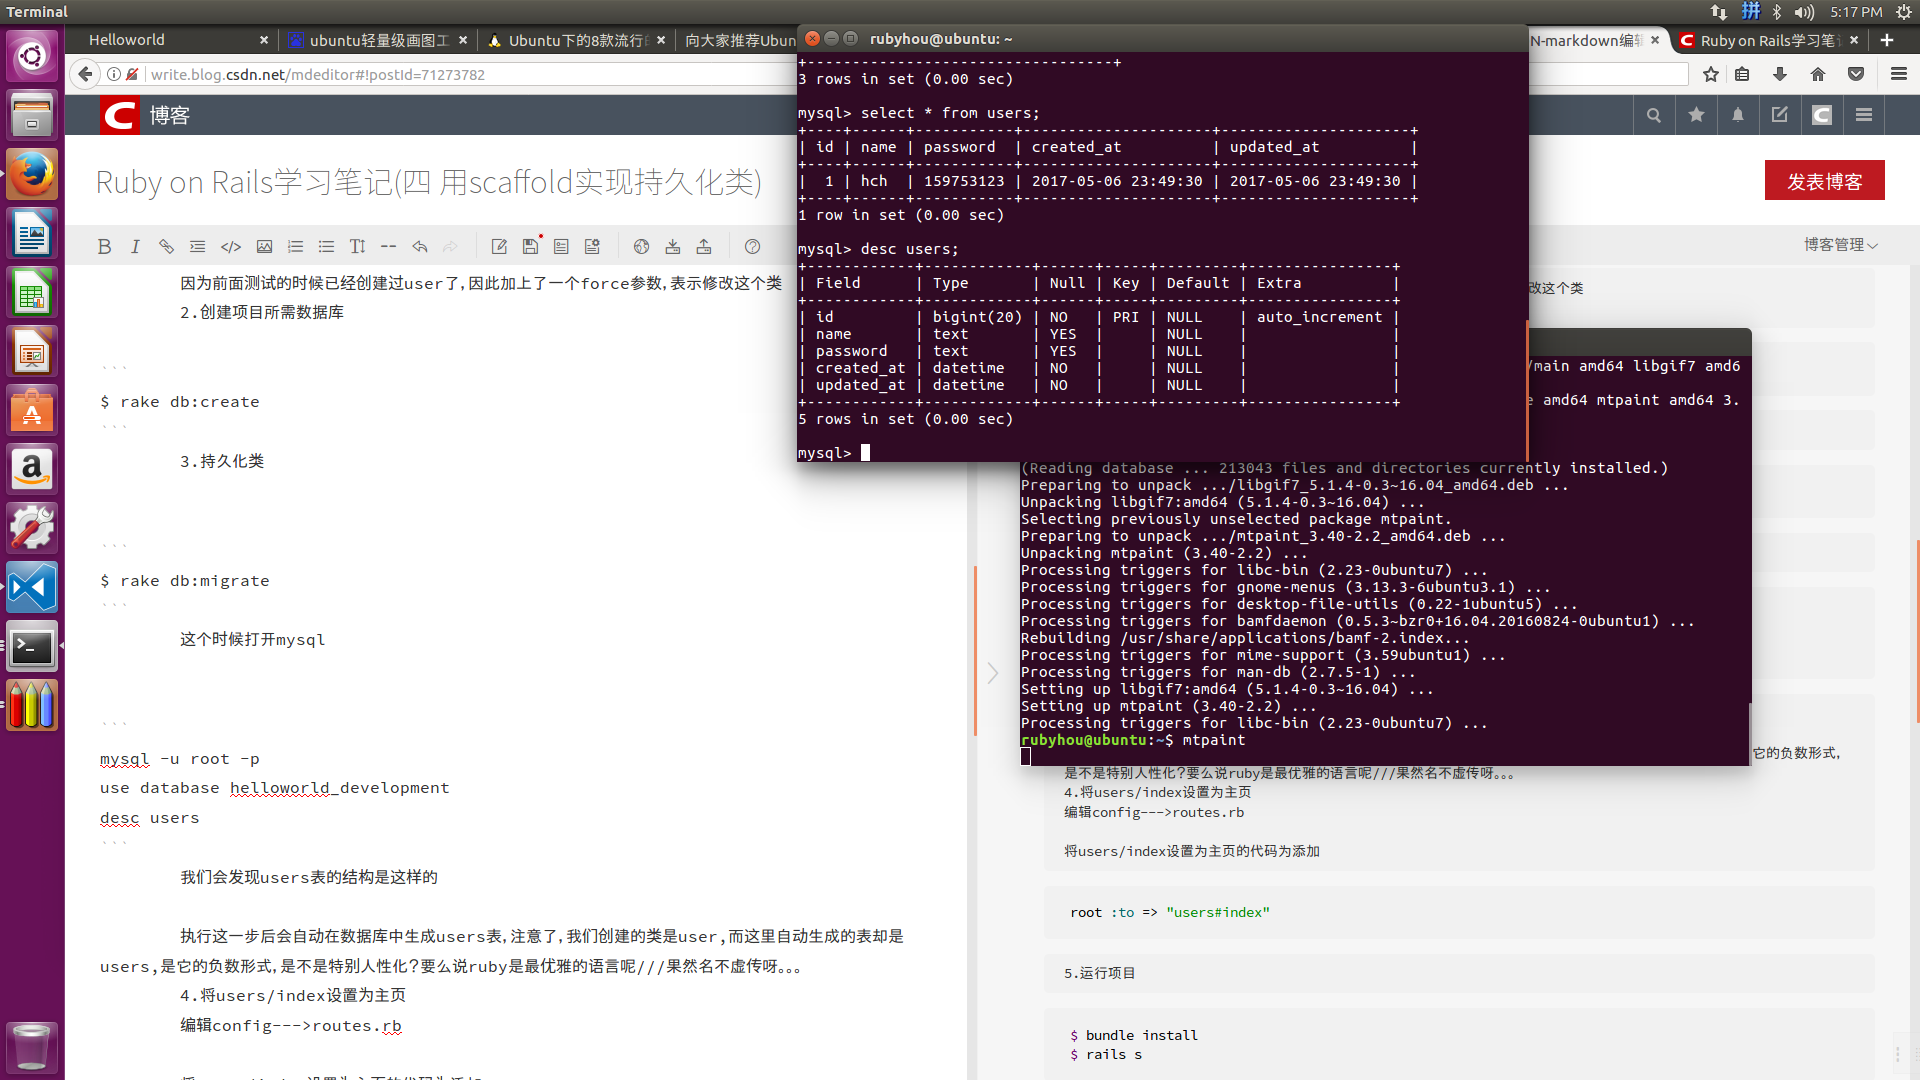 Terminal
拼
5:17 PM
Helloworld
ubuntu轻量级画图工
Ubuntu下的8款流行
向大家推荐Ubun
N-markdown编辑
Ruby on Rails学习笔
write.blog.csdn.net/mdeditor#!postId=71273782
C 博客
Ruby on Rails学习笔记(四 用scaffold实现持久化类)
发表博客
博客管理
因为前面测试的时候已经创建过user了,因此加上了一个force参数,表示修改这个类
2.创建项目所需数据库
```
$ rake db:create
```
3.持久化类
```
$ rake db:migrate
```
这个时候打开mysql
```
mysql -u root -p
use database helloworld_development
desc users
```
我们会发现users表的结构是这样的
执行这一步后会自动在数据库中生成users表,注意了,我们创建的类是user,而这里自动生成的表却是
users,是它的负数形式,是不是特别人性化?要么说ruby是最优雅的语言呢///果然名不虚传呀。。。
4.将users/index设置为主页
编辑config--->routes.rb
rubyhou@ubuntu: ~
+----------------------------------+
3 rows in set (0.00 sec)
mysql> select * from users;
+----+------+-----------+---------------------+---------------------+
| id | name | password  | created_at          | updated_at          |
+----+------+-----------+---------------------+---------------------+
|  1 | hch  | 159753123 | 2017-05-06 23:49:30 | 2017-05-06 23:49:30 |
+----+------+-----------+---------------------+---------------------+
1 row in set (0.00 sec)
mysql> desc users;
+------------+------------+------+-----+---------+----------------+
| Field      | Type       | Null | Key | Default | Extra          |
+------------+------------+------+-----+---------+----------------+
| id         | bigint(20) | NO   | PRI | NULL    | auto_increment |
| name       | text       | YES  |     | NULL    |                |
| password   | text       | YES  |     | NULL    |                |
| created_at | datetime   | NO   |     | NULL    |                |
| updated_at | datetime   | NO   |     | NULL    |                |
+------------+------------+------+-----+---------+----------------+
5 rows in set (0.00 sec)
mysql>
改这个类
/main amd64 libgif7 amd6
e amd64 mtpaint amd64 3.
(Reading database ... 213043 files and directories currently installed.)
Preparing to unpack .../libgif7_5.1.4-0.3~16.04_amd64.deb ...
Unpacking libgif7:amd64 (5.1.4-0.3~16.04) ...
Selecting previously unselected package mtpaint.
Preparing to unpack .../mtpaint_3.40-2.2_amd64.deb ...
Unpacking mtpaint (3.40-2.2) ...
Processing triggers for libc-bin (2.23-0ubuntu7) ...
Processing triggers for gnome-menus (3.13.3-6ubuntu3.1) ...
Processing triggers for desktop-file-utils (0.22-1ubuntu5) ...
Processing triggers for bamfdaemon (0.5.3~bzr0+16.04.20160824-0ubuntu1) ...
Rebuilding /usr/share/applications/bamf-2.index...
Processing triggers for mime-support (3.59ubuntu1) ...
Processing triggers for man-db (2.7.5-1) ...
Setting up libgif7:amd64 (5.1.4-0.3~16.04) ...
Setting up mtpaint (3.40-2.2) ...
Processing triggers for libc-bin (2.23-0ubuntu7) ...
rubyhou@ubuntu:~$ mtpaint
它的负数形式,
是不是特别人性化?要么说ruby是最优雅的语言呢///果然名不虚传呀。。。
4.将users/index设置为主页
编辑config--->routes.rb
将users/index设置为主页的代码为添加
root :to => "users#index"
5.运行项目
$ bundle install
$ rails s